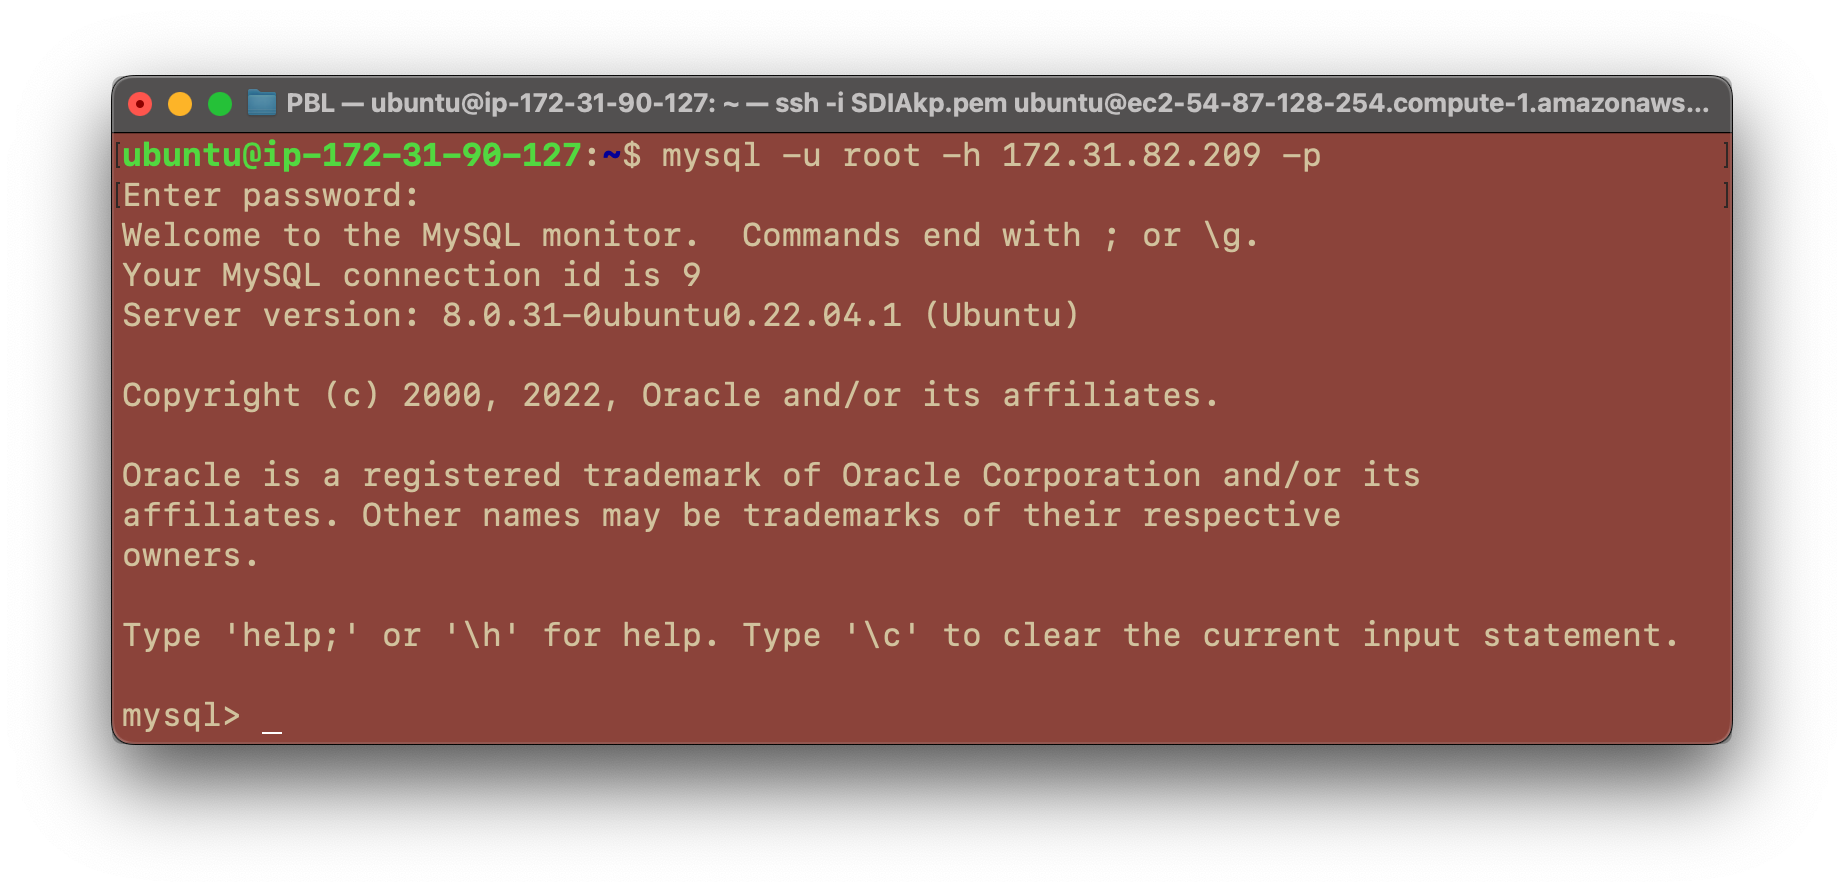 PBL — ubuntu@ip-172-31-90-127: ~ — ssh -i SDIAkp.pem ubuntu@ec2-54-87-128-254.compute-1.amazonaws...
[ubuntu@ip-172-31-90-127:~$ mysql -u root -h 172.31.82.209 -p ]
[Enter password: ]
Welcome to the MySQL monitor.  Commands end with ; or \g.
Your MySQL connection id is 9
Server version: 8.0.31-0ubuntu0.22.04.1 (Ubuntu)
Copyright (c) 2000, 2022, Oracle and/or its affiliates.
Oracle is a registered trademark of Oracle Corporation and/or its
affiliates. Other names may be trademarks of their respective
owners.
Type 'help;' or '\h' for help. Type '\c' to clear the current input statement.
mysql> _